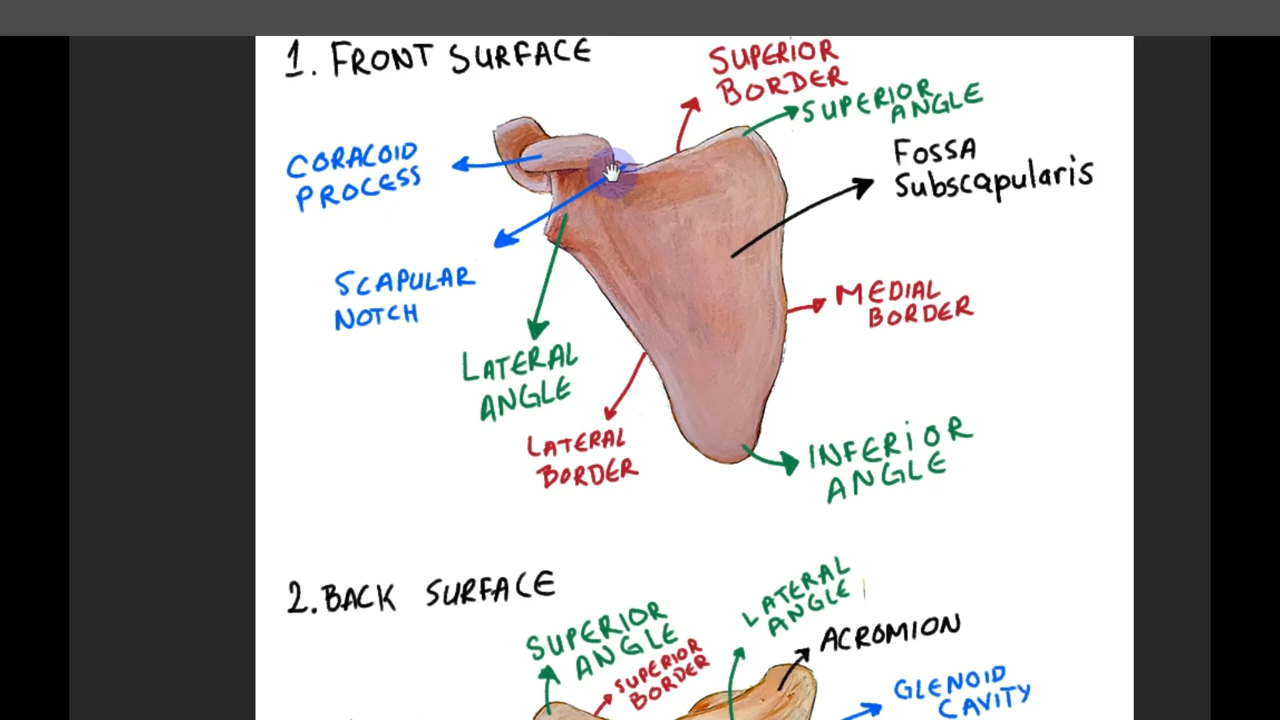 1. FRONT SURFACE
SUPERIOR
BORDER
SUPERIOR
ANGLE
CORACOID
PROCESS
FOSSA
Subscapularis
SCAPULAR
NOTCH
MEDIAL
BORDER
LATERAL
ANGLE
LATERAL
BORDER
INFERIOR
ANGLE
2. BACK SURFACE
SUPERIOR
ANGLE
SUPERIOR
BORDER
LATERAL
ANGLE
ACROMION
GLENOID
CAVITY